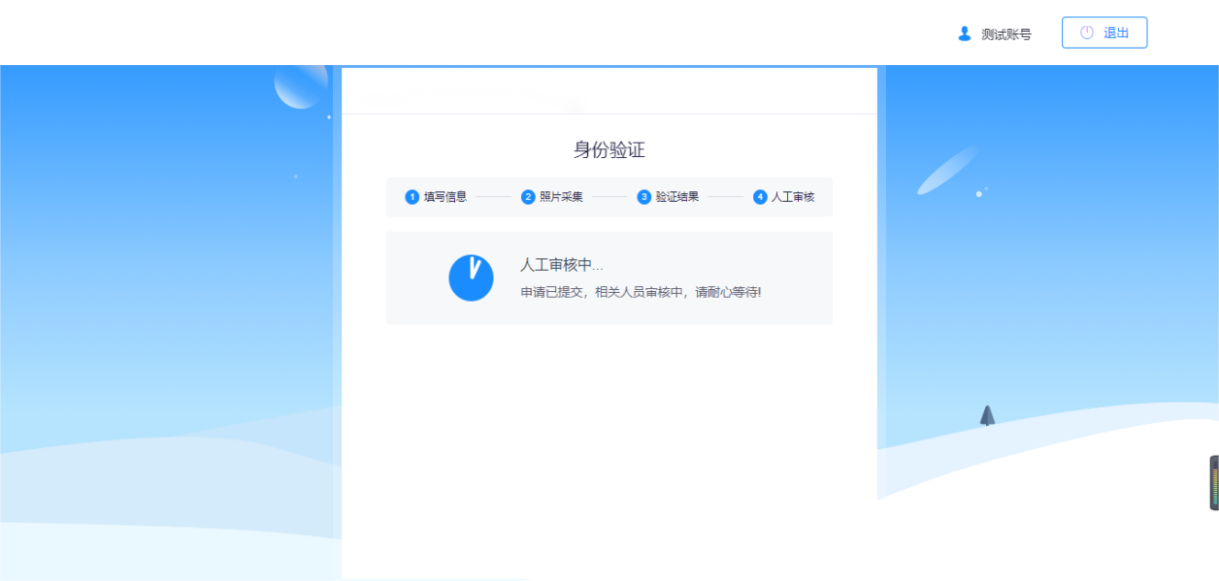 测试账号
退出
身份验证
1 填写信息 2 照片采集 3 验证结果 4 人工审核
人工审核中...
申请已提交，相关人员审核中，请耐心等待!